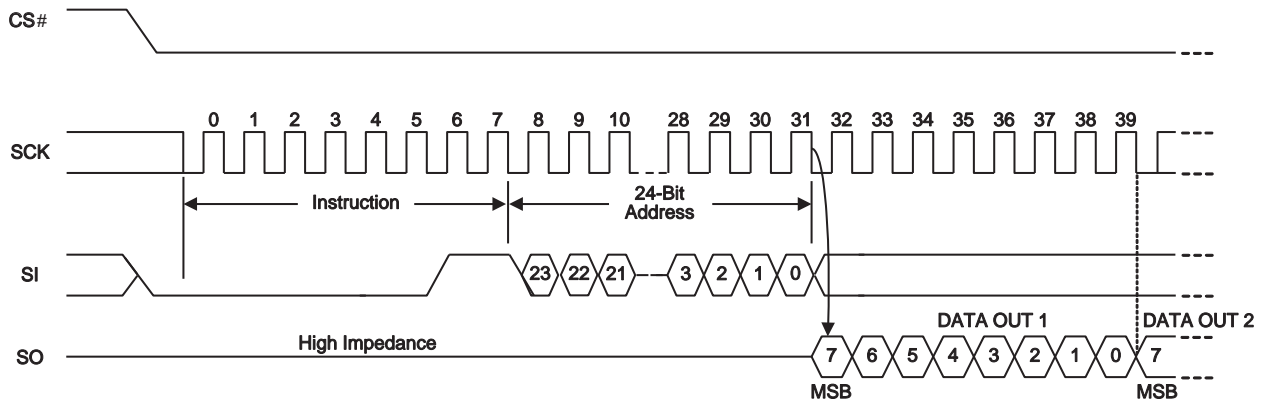 CS#
0 1 2 3 4 5 6 7 8 9 10 28 29 30 31 32 33 34 35 36 37 38 39
SCK
Instruction
24-Bit
Address
SI
23 22 21 3 2 1 0
DATA OUT 1
DATA OUT 2
High Impedance
SO
7 6 5 4 3 2 1 0 7
MSB
MSB